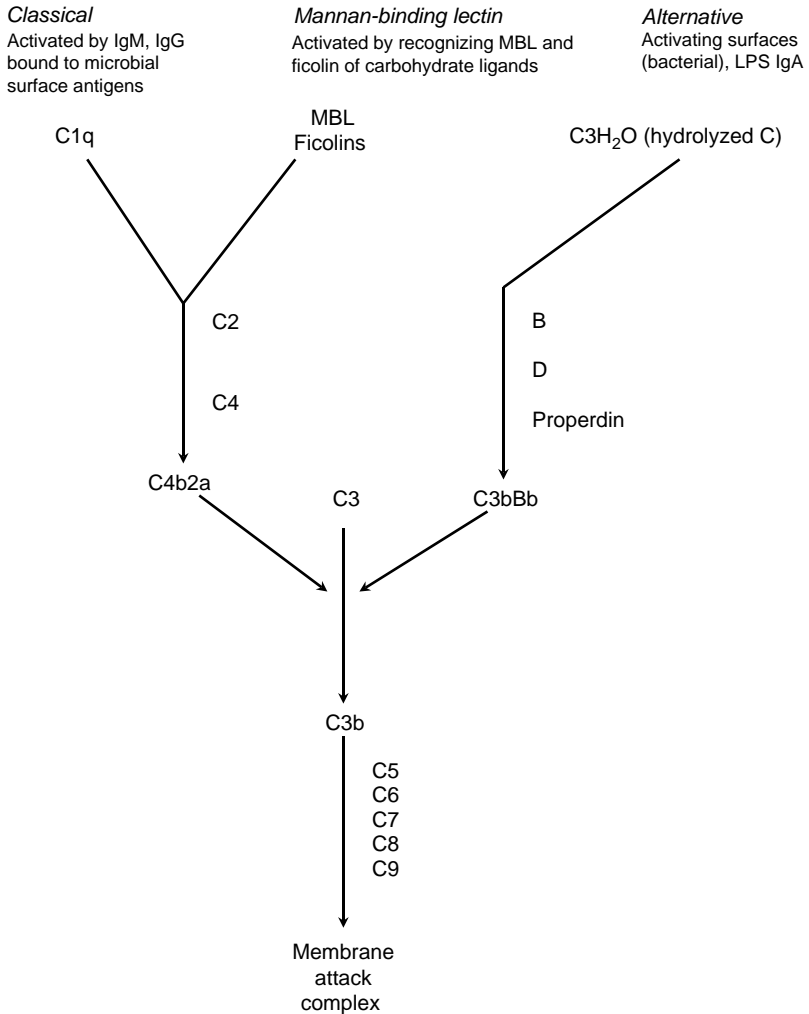 Classical
Activated by IgM, IgG
bound to microbial
surface antigens
Mannan-binding lectin
Activated by recognizing MBL and
ficolin of carbohydrate ligands
Alternative
Activating surfaces
(bacterial), LPS IgA
C1q
MBL
Ficolins
C3H₂O (hydrolyzed C)
C2
C4
C4b2a
B
D
Properdin
C3bBb
C3
C3b
C5
C6
C7
C8
C9
Membrane
attack
complex